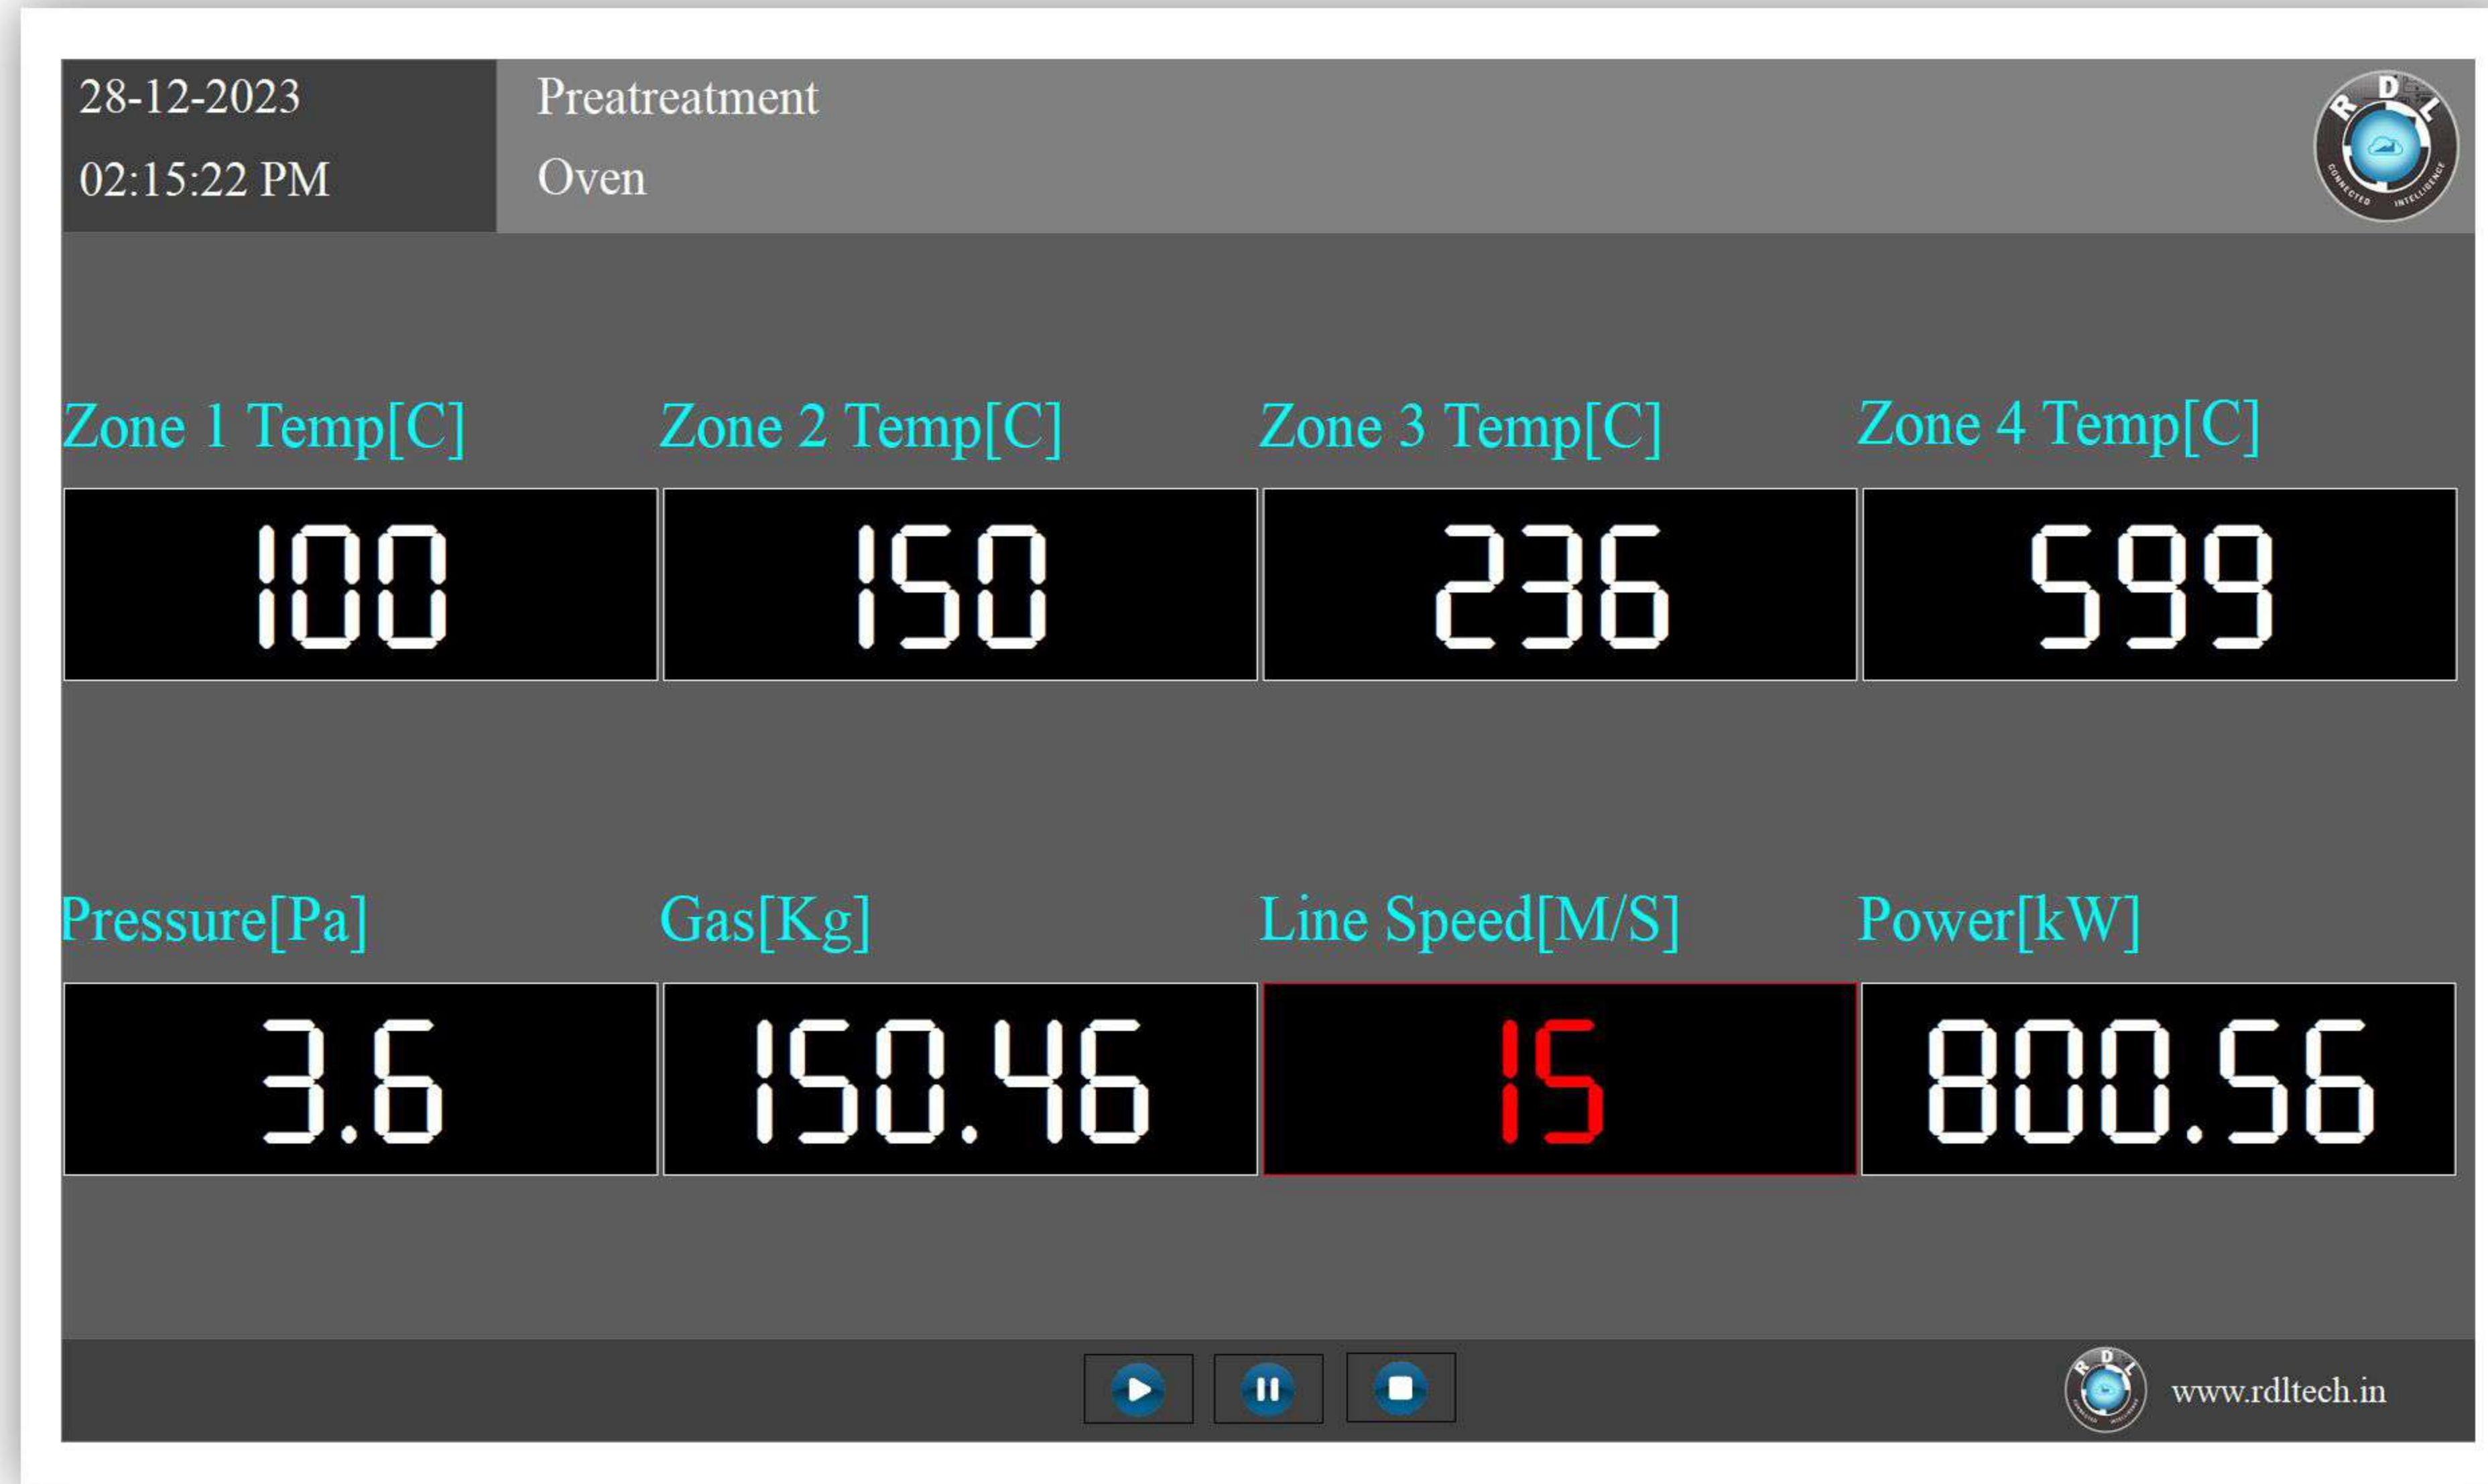 28-12-2023
02:15:22 PM
Preatreatment
Oven
R D L
CONNECTED INTELLIGENCE
Zone 1 Temp[C] Zone 2 Temp[C] Zone 3 Temp[C] Zone 4 Temp[C]
100 150 236 599
Pressure[Pa] Gas[Kg] Line Speed[M/S] Power[kW]
3.6 150.46 15 800.56
R D L
www.rdltech.in